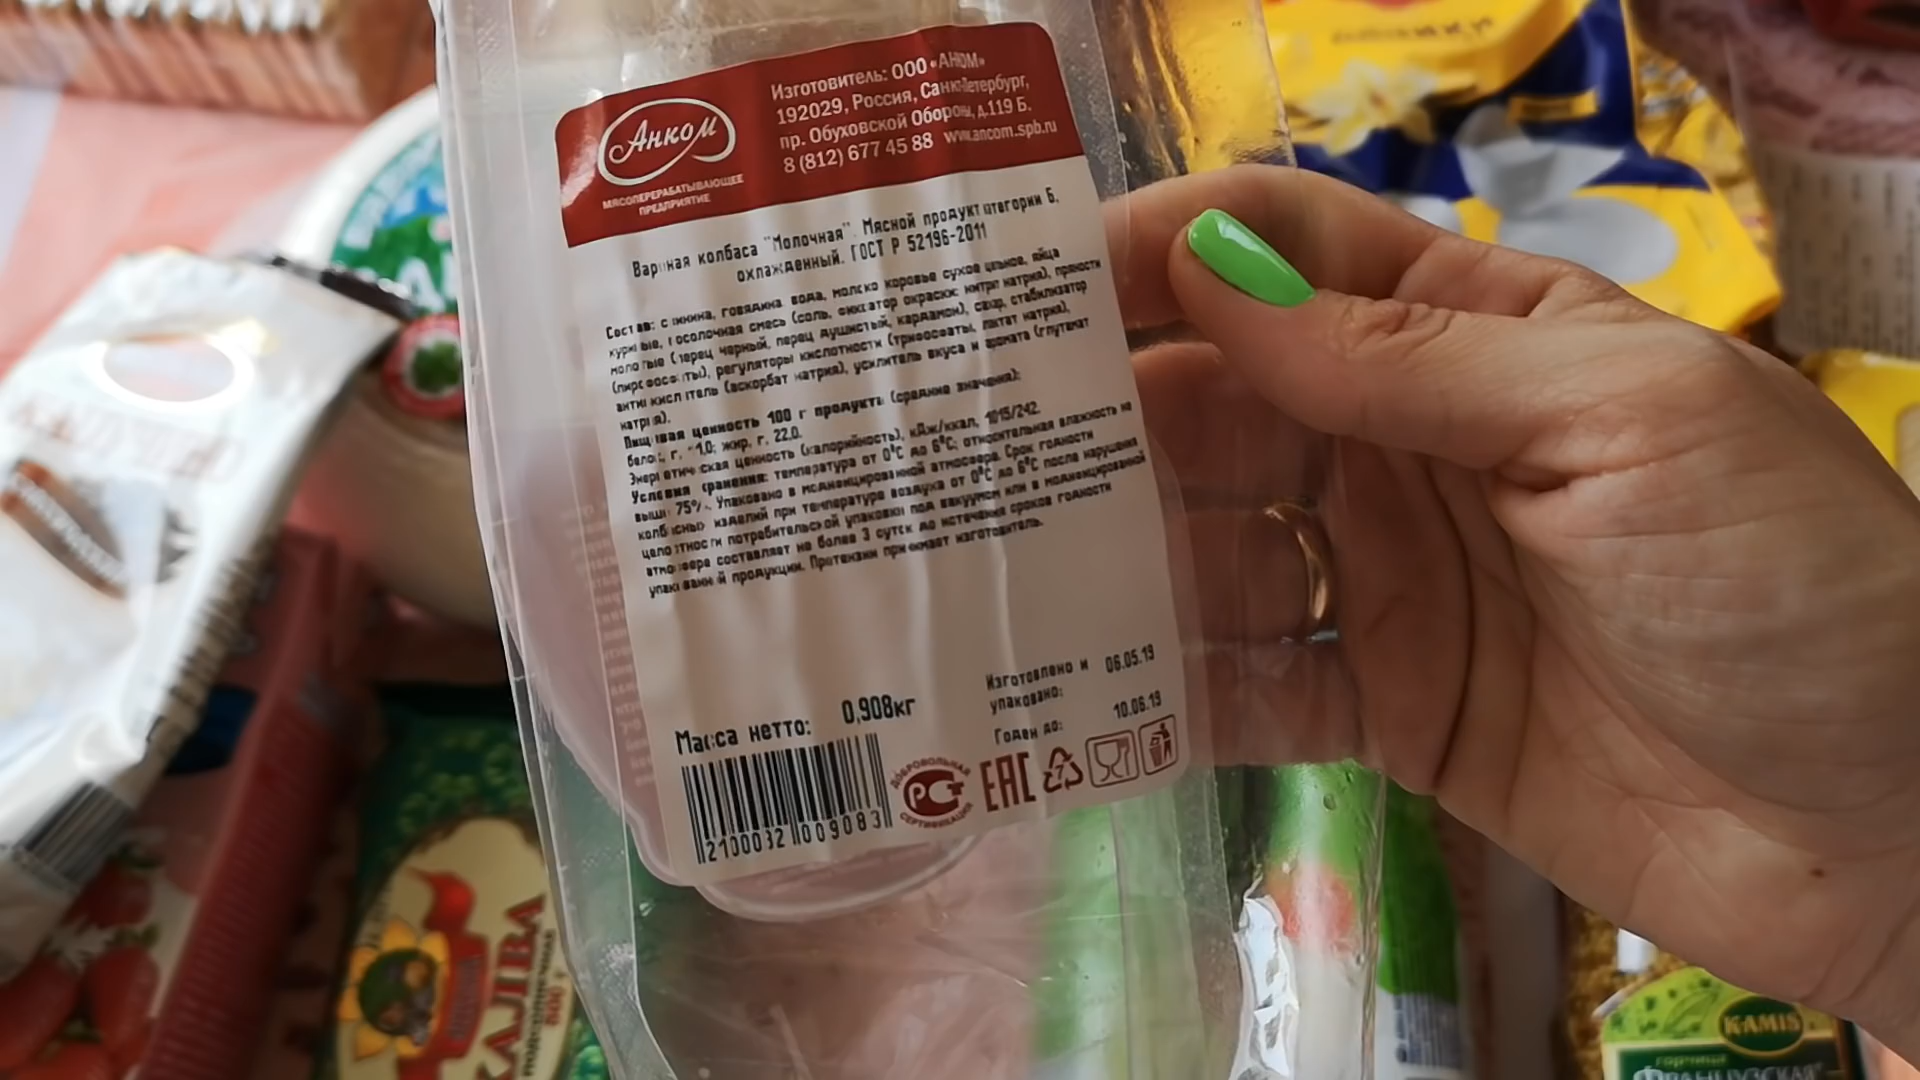 Анком
МЯСОПЕРЕРАБАТЫВАЮЩЕЕ
ПРЕДПРИЯТИЕ
Изготовитель: ООО «АНКОМ»
192029, Россия, Санкт-Петербург,
пр. Обуховской Обороны, д.119 Б.
8 (812) 677 45 88 www.ancom.spb.ru
Вареная колбаса "Молочная". Мясной продукт категории Б,
охлажденный. ГОСТ Р 52196-2011
Состав: свинина, говядина, вода, молоко коровье сухое цельное, яйца
куриные, посолочная смесь (соль, фиксатор окраски: нитрит натрия), пряности
молотые (перец черный, перец душистый, кардамон), сахар, стабилизатор
(пирофосфаты), регуляторы кислотности (трифосфаты, лактат натрия),
антиокислитель (аскорбат натрия), усилитель вкуса и аромата (глутамат
натрия).
Пищевая ценность 100 г продукта (средние значения):
белок, г, 11,0; жир, г, 22,0.
Энергетическая ценность (калорийность), кДж/ккал, 1015/242.
Условия хранения: температура от 0°С до 6°С; относительная влажность не
выше 75%. Упаковано в модифицированной атмосфере. Срок годности
колбасных изделий при температуре воздуха от 0°С до 6°С после нарушения
целостности потребительской упаковки под вакуумом или в модифицированной
атмосфере составляет не более 3 суток до истечения сроков годности
упакованной продукции. Претензии принимает изготовитель.
Изготовлено и упаковано: 06.05.19
Масса нетто: 0,908кг
Годен до: 10.06.19
2100032 009083
ДОБРОВОЛЬНАЯ
РСТ
СЕРТИФИКАЦИЯ
ЕАС
7
ХАЛВА
подсолнечная
KAMIS
горчица
Французская